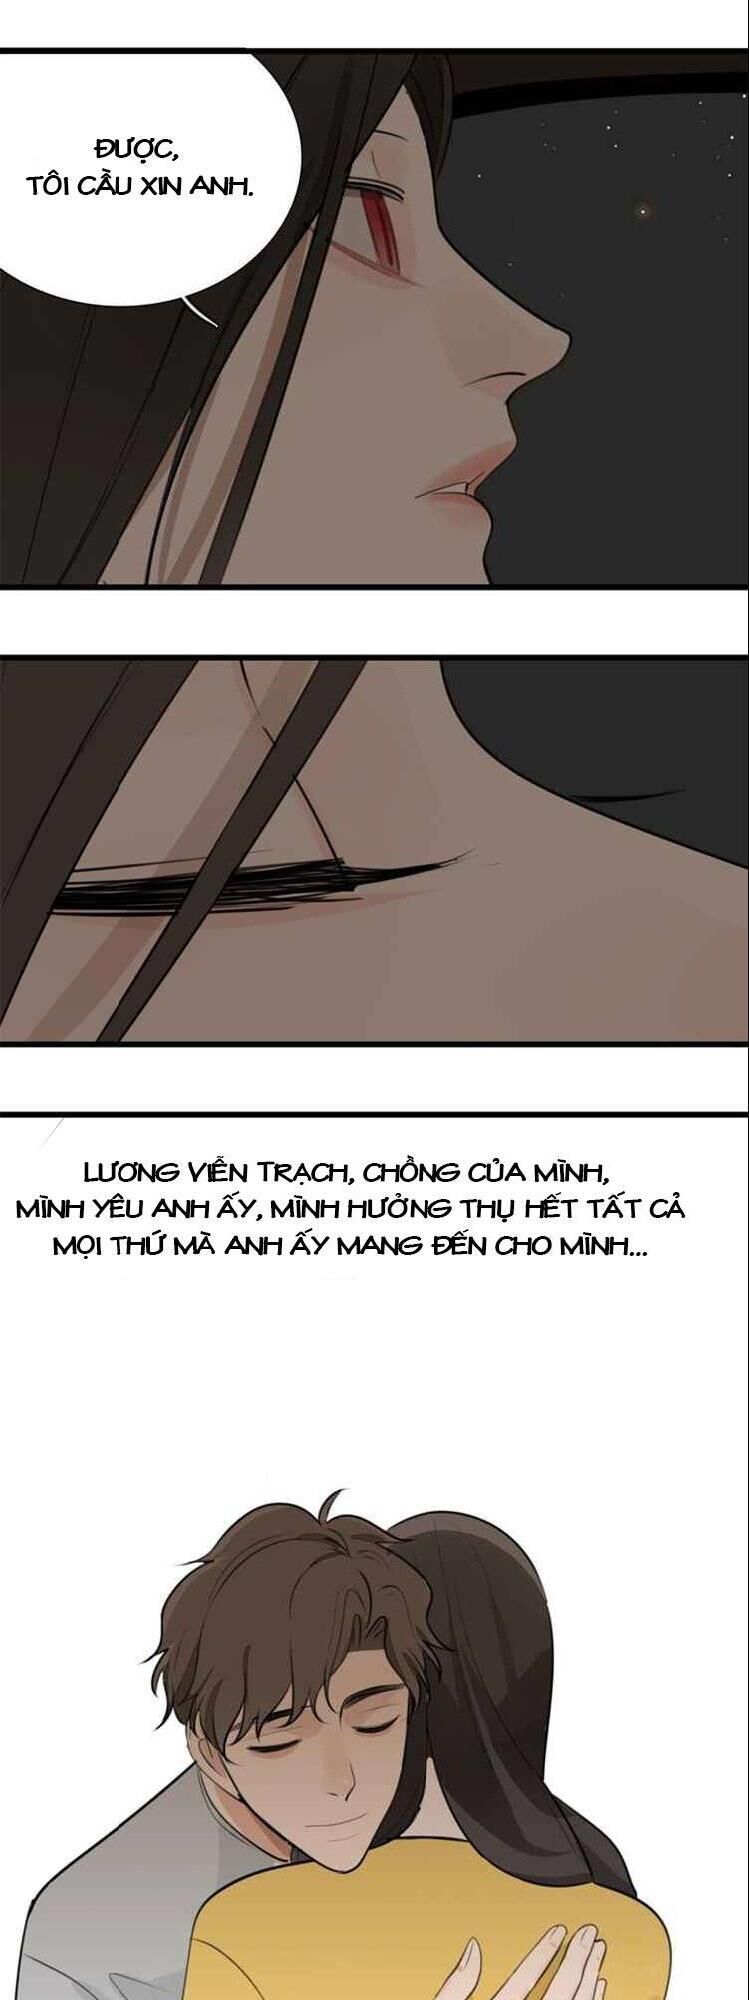 ĐƯỢC,
TÔI CẦU XIN ANH.
LƯƠNG VIỄN TRẠCH, CHỒNG CỦA MÌNH,
MÌNH YÊU ANH ẤY, MÌNH HƯỞNG THỤ HẾT TẤT CẢ
MỌI THỨ MÀ ANH ẤY MANG ĐẾN CHO MÌNH...